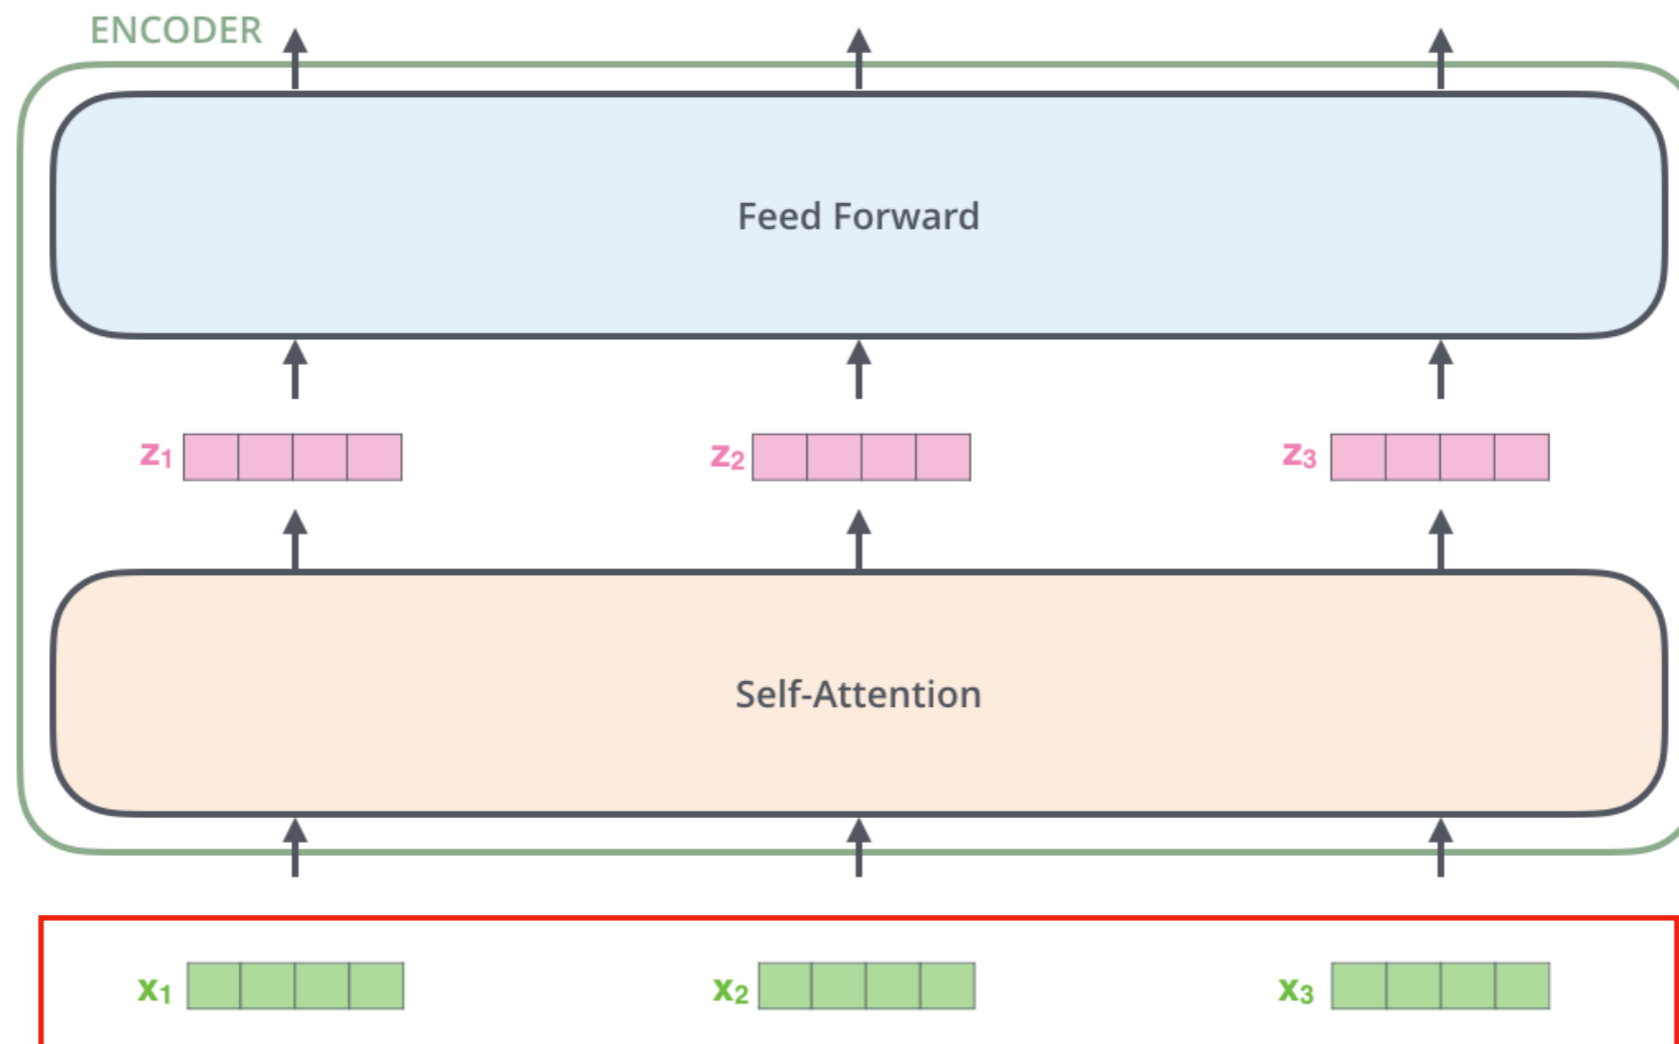 ENCODER
Feed Forward
z1 z2 z3
Self-Attention
x1 x2 x3